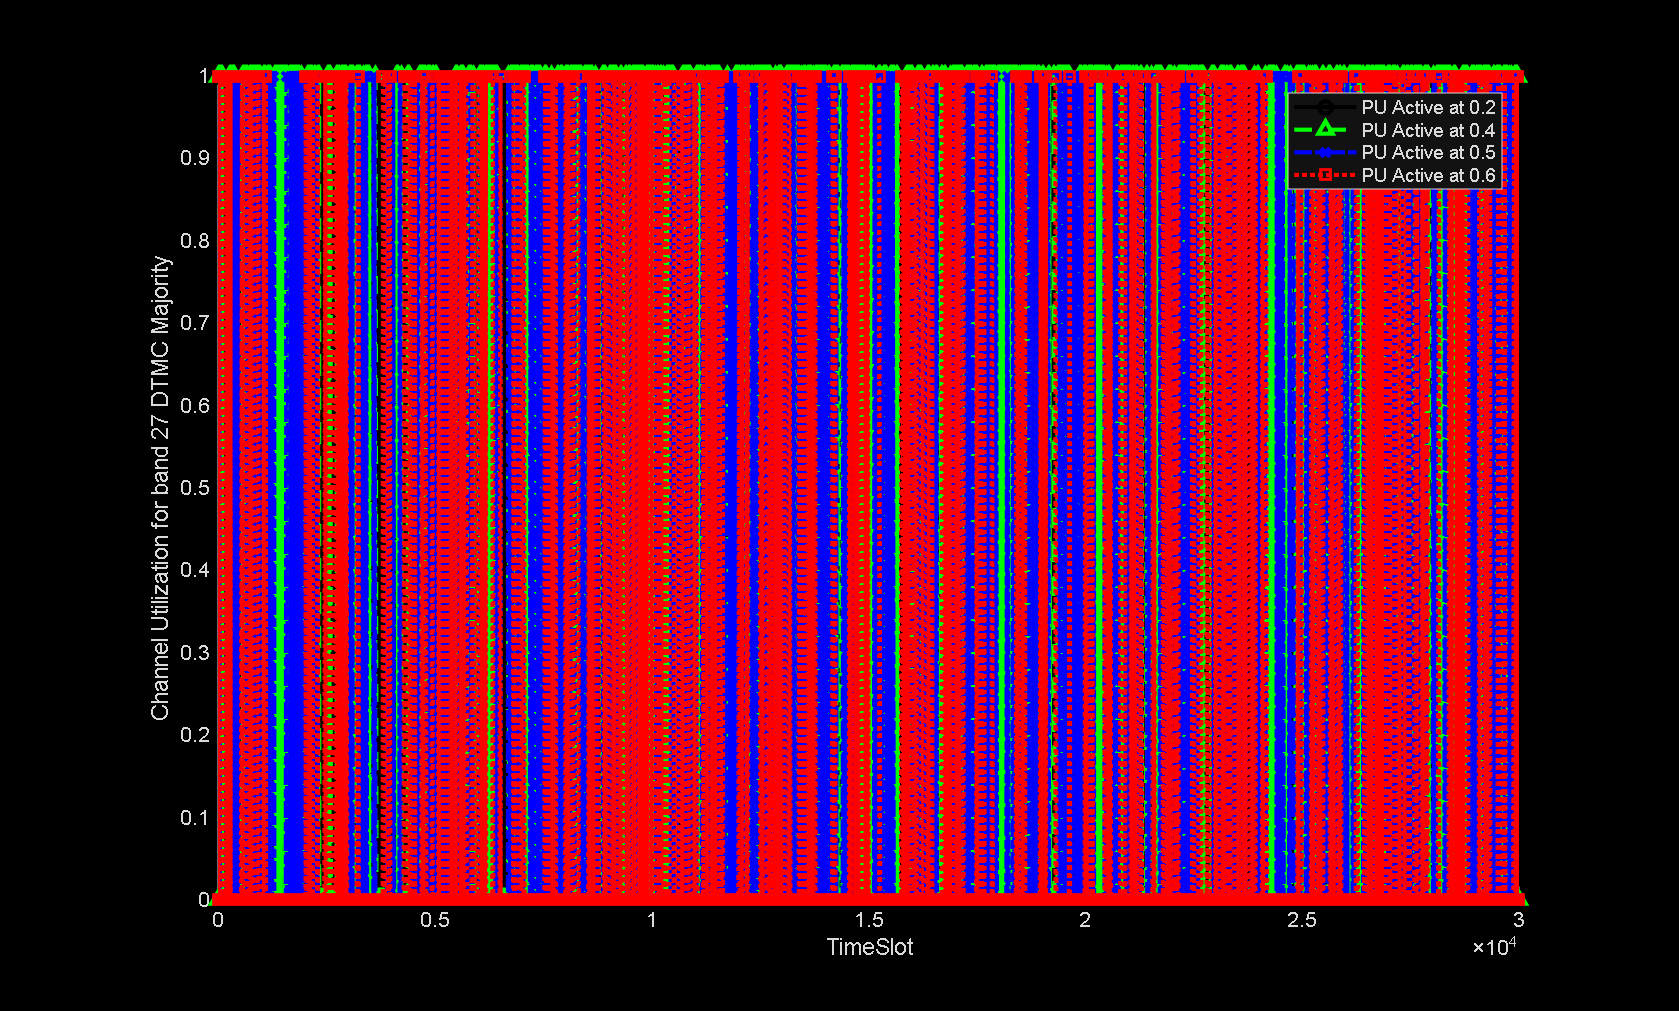 Channel Utilization for band 27 DTMC Majority
1
0.9
0.8
0.7
0.6
0.5
0.4
0.3
0.2
0.1
0
PU Active at 0.2
PU Active at 0.4
PU Active at 0.5
PU Active at 0.6
0 0.5 1 1.5 2 2.5 3
TimeSlot
×10⁴